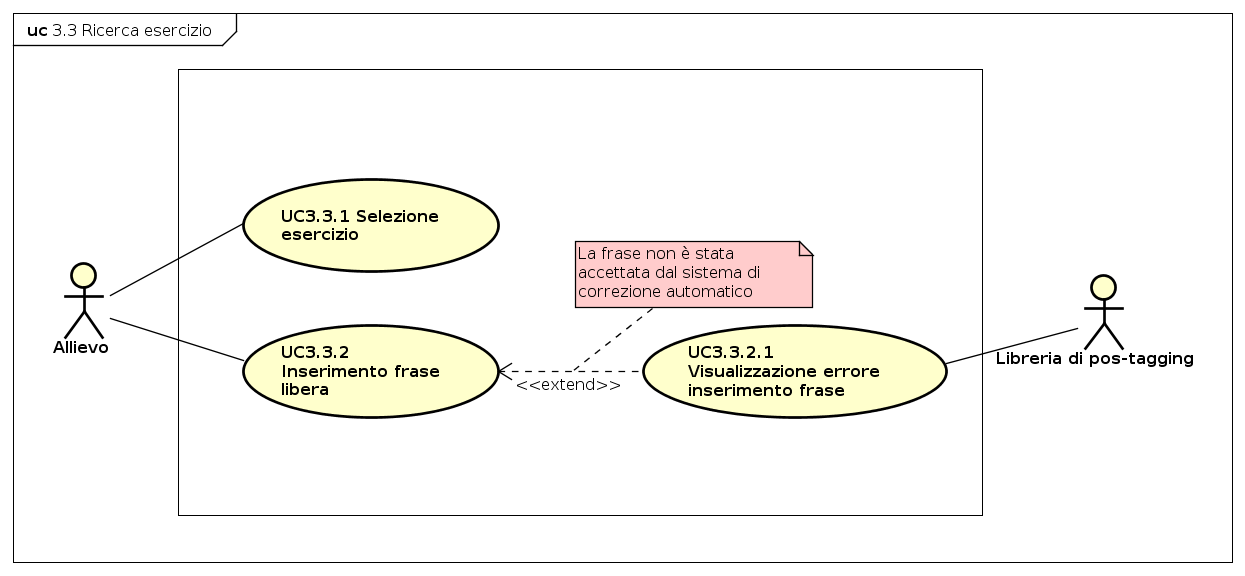 uc 3.3 Ricerca esercizio
UC3.3.1 Selezione
esercizio
La frase non è stata
accettata dal sistema di
correzione automatico
Allievo
UC3.3.2
Inserimento frase
libera
<<extend>>
UC3.3.2.1
Visualizzazione errore
inserimento frase
Libreria di pos-tagging